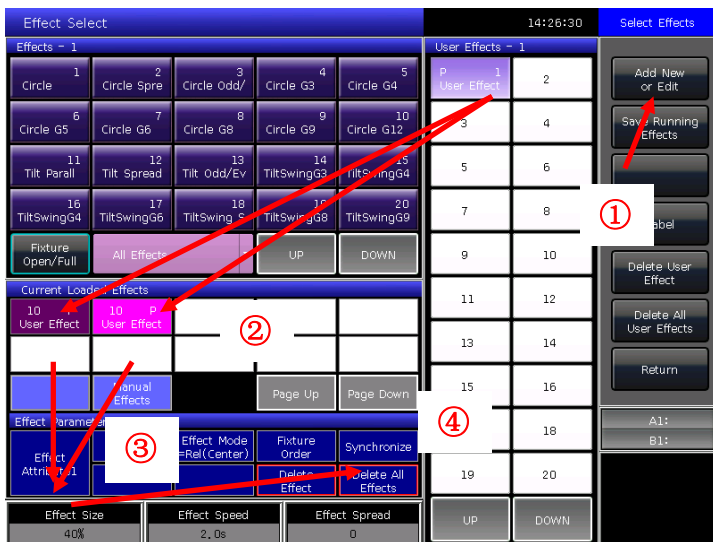 Effect Select
14:26:30
Select Effects
Effects - 1
User Effects - 1
1
Circle
2
Circle Spre
3
Circle Odd/
4
Circle G3
5
Circle G4
6
Circle G5
7
Circle G6
8
Circle G8
9
Circle G9
10
Circle G12
11
Tilt Parall
12
Tilt Spread
13
Tilt Odd/Ev
14
TiltSwingG3
15
TiltSwingG4
16
TiltSwingG4
17
TiltSwingG6
18
TiltSwing S
19
TiltSwingG8
20
TiltSwingG9
Fixture
Open/Full
All Effects
UP
DOWN
Current Loaded Effects
10
User Effect
10 P
User Effect
②
Manual
Effects
Page Up
Page Down
Effect Parameter
Effect
Attribute1
③
Effect Mode
=Rel(Center)
Fixture
Order
Synchronize
Delete
Effect
Delete All
Effects
Effect Size
40%
Effect Speed
2.0s
Effect Spread
0
P 1
User Effect
2
3
4
5
6
7
8
9
10
11
12
13
14
15
16
④
18
19
20
UP
DOWN
Add New
or Edit
Save Running
Effects
①
Delete User
Effect
Delete All
User Effects
Return
A1:
B1: